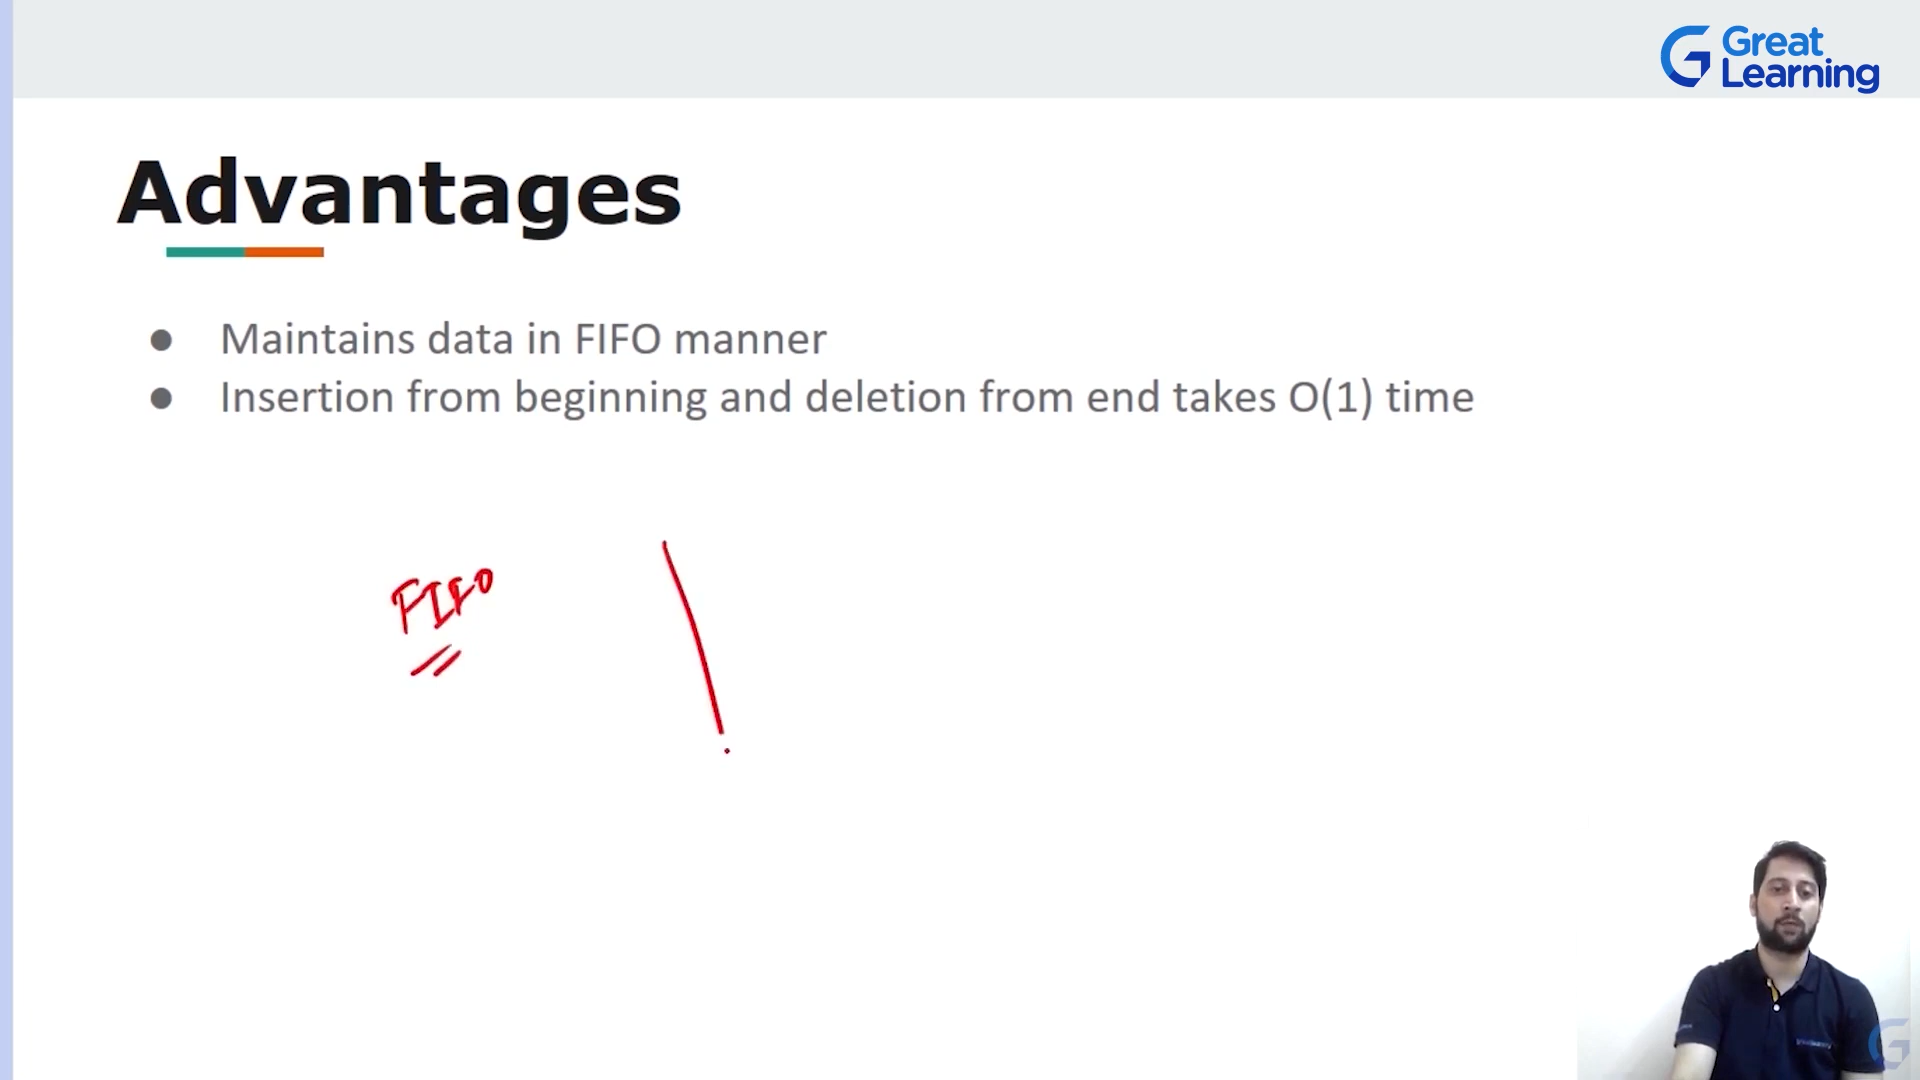 Great
Learning
Advantages
● Maintains data in FIFO manner
● Insertion from beginning and deletion from end takes O(1) time
FIFO